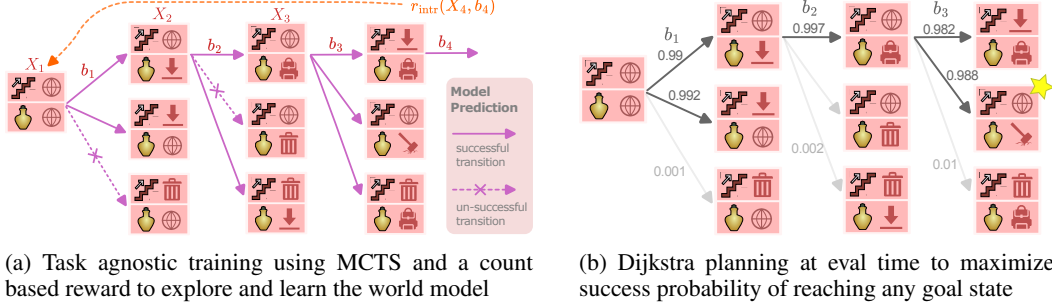 X₁
X₂
X₃
r_intr(X₄, b₄)
b₁
b₂
b₃
b₄
Model
Prediction
successful
transition
un-successful
transition
(a) Task agnostic training using MCTS and a count
based reward to explore and learn the world model
b₁
b₂
b₃
0.99
0.992
0.001
0.997
0.002
0.982
0.988
0.01
(b) Dijkstra planning at eval time to maximize
success probability of reaching any goal state